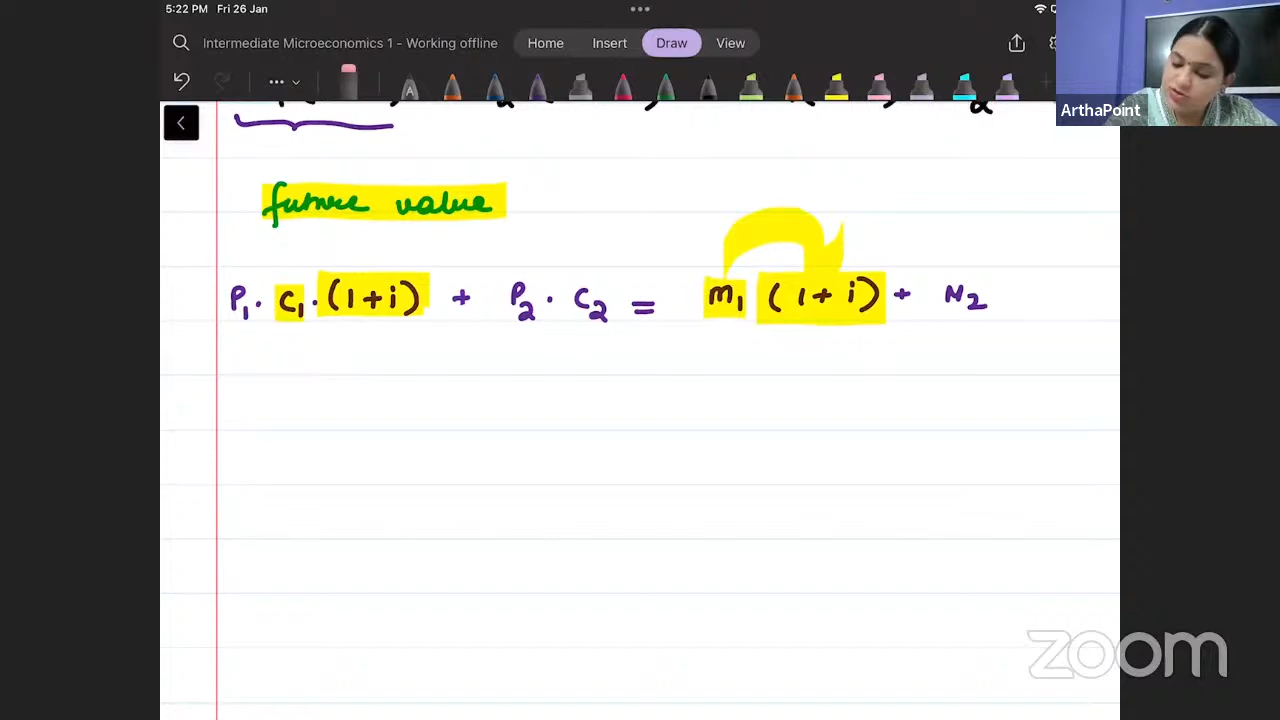 5:22 PM Fri 26 Jan
Intermediate Microeconomics 1 - Working offline
Home Insert Draw View
A
ArthaPoint
future value
P₁ · C₁ · (1+i) + P₂ · C₂ = m₁ (1+i) + M₂
zoom